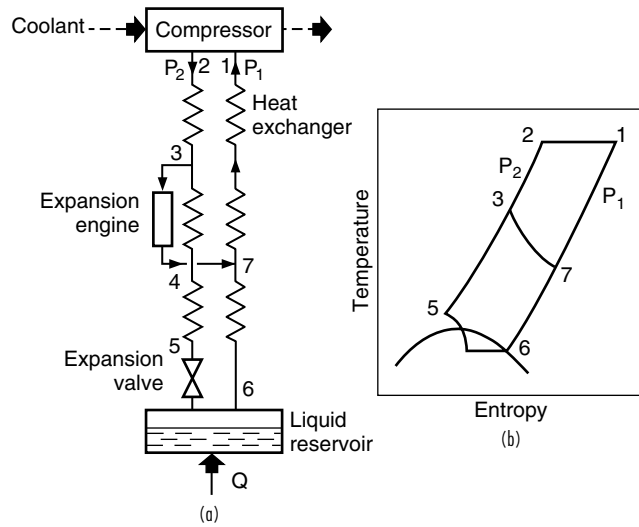 Coolant
Compressor
P2
2
1
P1
Heat
exchanger
3
Expansion
engine
4
7
5
Expansion
valve
6
Liquid
reservoir
Q
(a)
2
1
P2
P1
3
7
5
6
Temperature
Entropy
(b)